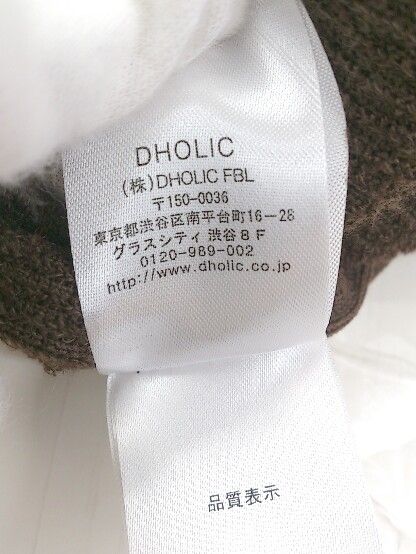 DHOLIC
(株)DHOLIC FBL
〒150-0036
東京都渋谷区南平台町16-28
グラスシティ渋谷8F
0120-989-002
http://www.dholic.co.jp
品質表示